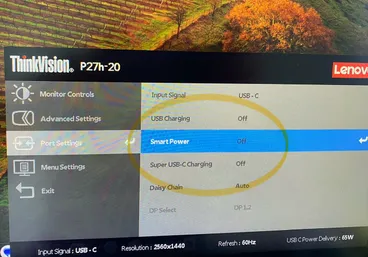 ThinkVision. P27h-20
Lenovo
Monitor Controls
Advanced Settings
Port Settings
Menu Settings
Exit
Input Signal USB - C
USB Charging Off
Smart Power Off
Super USB-C Charging Off
Daisy Chain Auto
DP Select DP 1.2
Input Signal : USB - C Resolution : 2560x1440 Refresh : 60Hz USB C Power Delivery : 65W